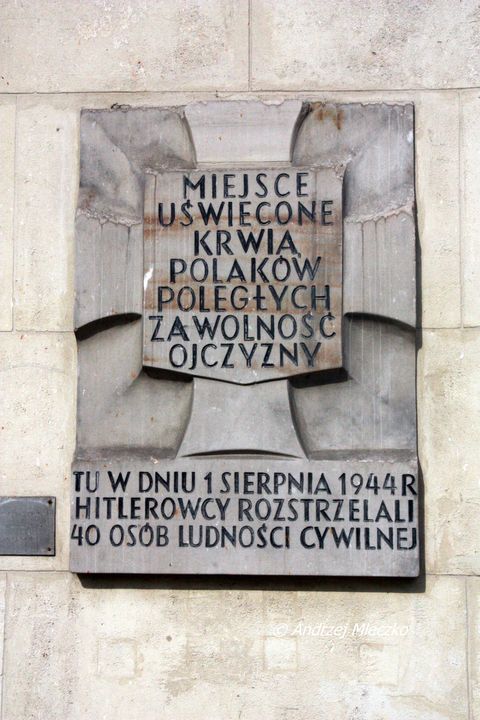 MIEJSCE
UŚWIĘCONE
KRWIĄ
POLAKÓW
POLEGŁYCH
ZA WOLNOŚĆ
OJCZYZNY
TU W DNIU 1 SIERPNIA 1944 R
HITLEROWCY ROZSTRZELALI
40 OSÓB LUDNOŚCI CYWILNEJ
© Andrzej Mleczko